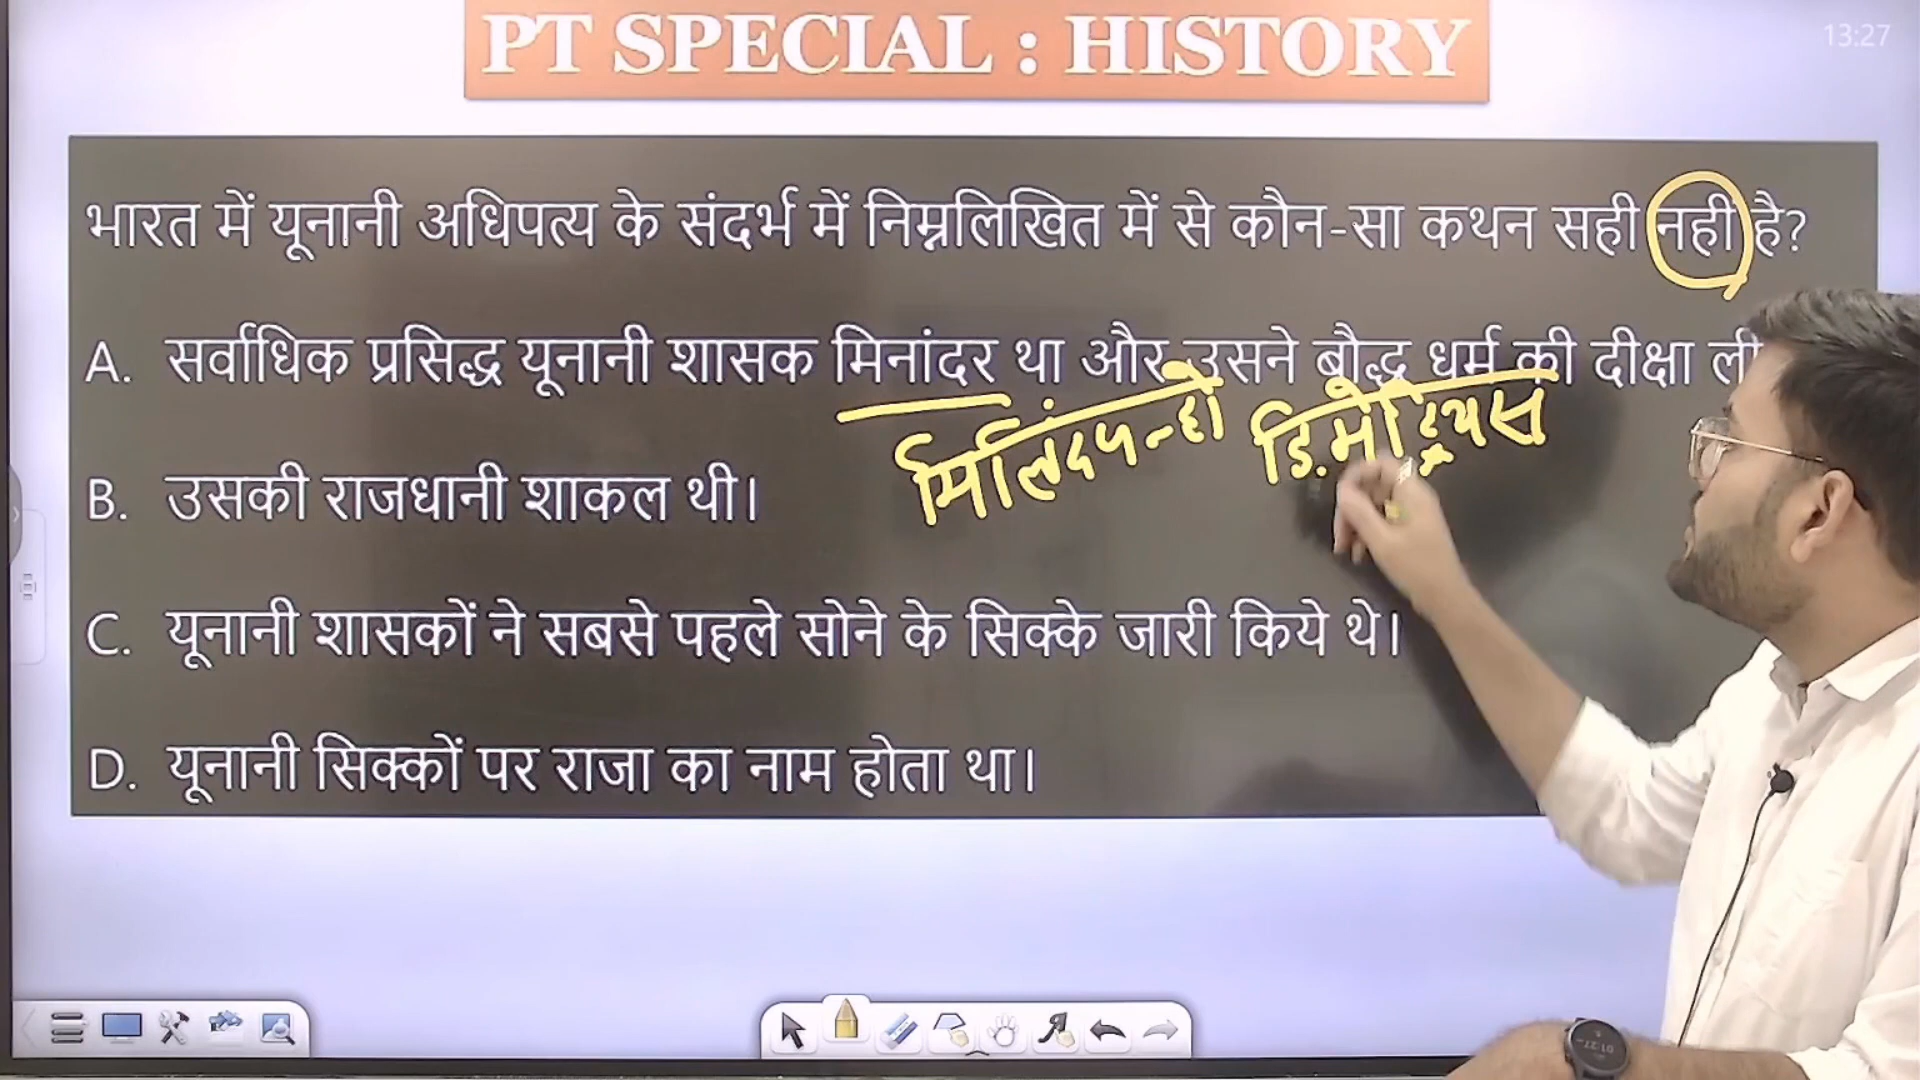 PT SPECIAL : HISTORY
13:27
भारत में यूनानी अधिपत्य के संदर्भ में निम्नलिखित में से कौन-सा कथन सही नही है?
A. सर्वाधिक प्रसिद्ध यूनानी शासक मिनांदर था और उसने बौद्ध धर्म की दीक्षा ली
मिलिंदपन्हो डिमेट्रियस
B. उसकी राजधानी शाकल थी।
C. यूनानी शासकों ने सबसे पहले सोने के सिक्के जारी किये थे।
D. यूनानी सिक्कों पर राजा का नाम होता था।